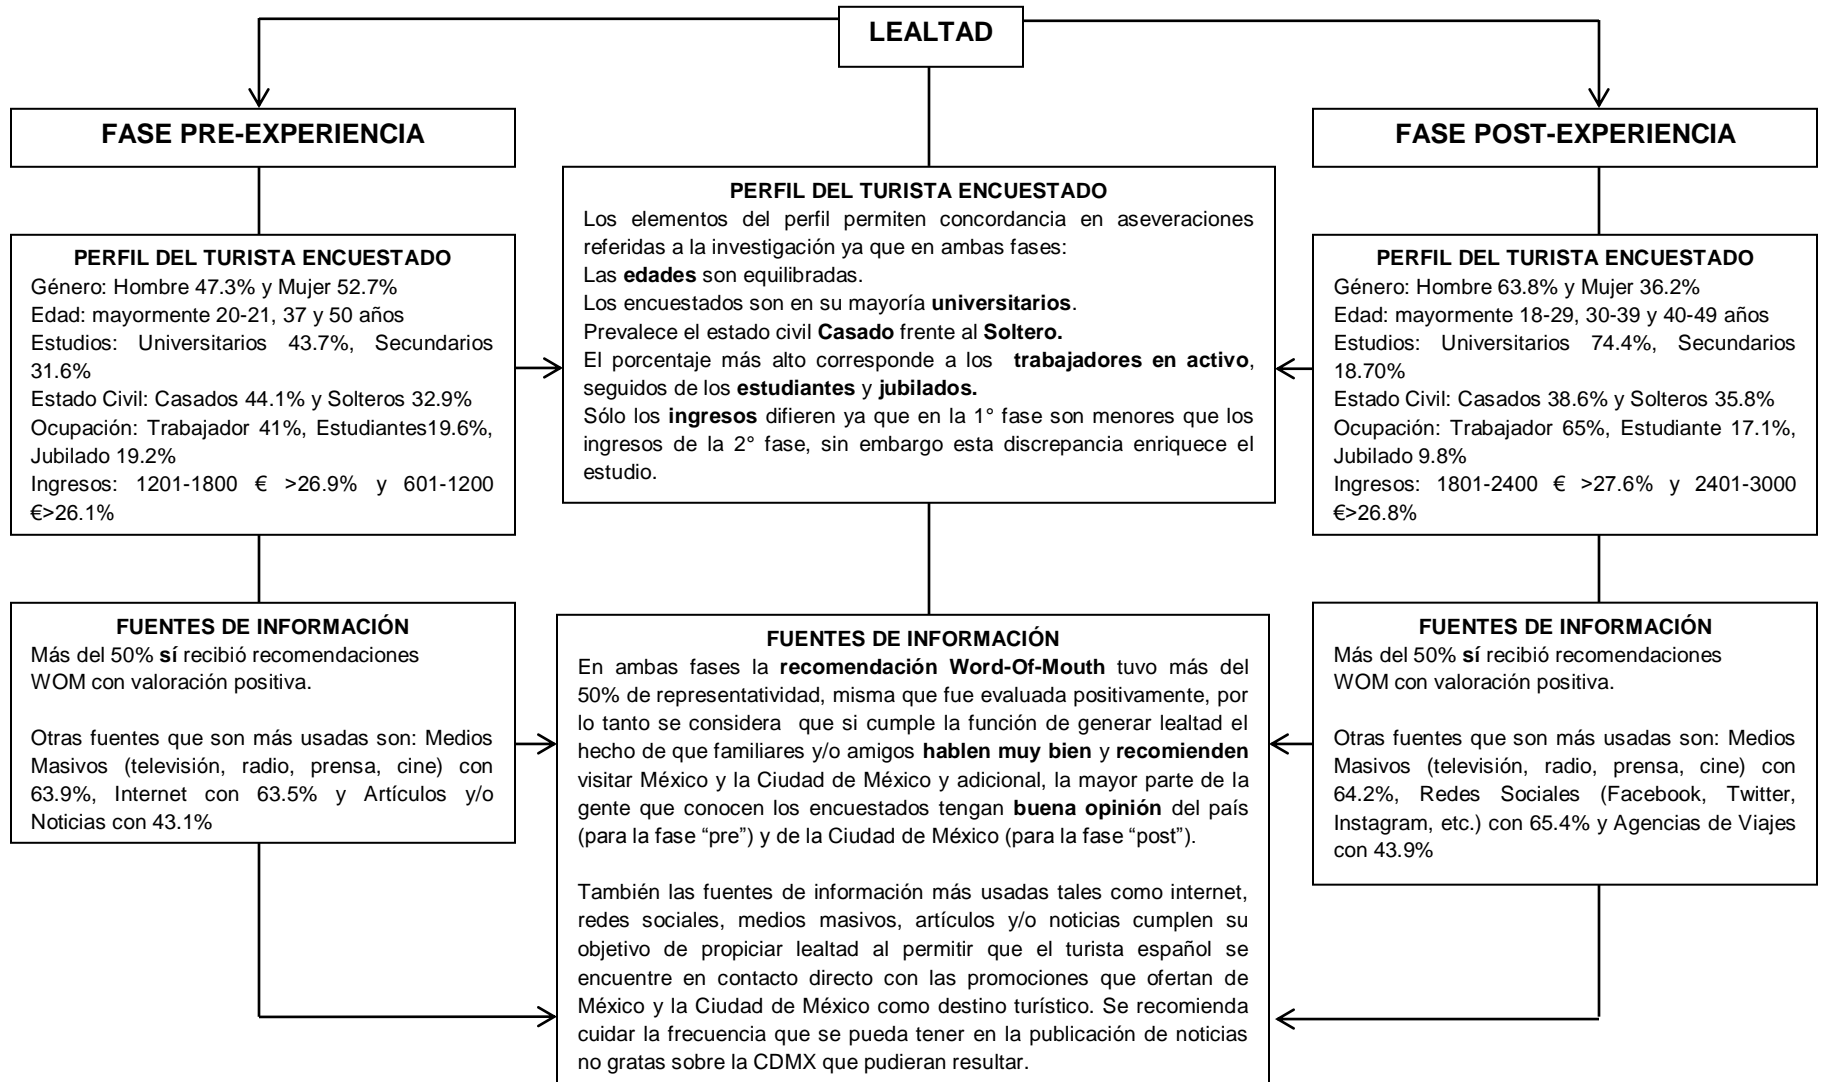 LEALTAD
FASE PRE-EXPERIENCIA
FASE POST-EXPERIENCIA
PERFIL DEL TURISTA ENCUESTADO
Género: Hombre 47.3% y Mujer 52.7%
Edad: mayormente 20-21, 37 y 50 años
Estudios: Universitarios 43.7%, Secundarios
31.6%
Estado Civil: Casados 44.1% y Solteros 32.9%
Ocupación: Trabajador 41%, Estudiantes19.6%,
Jubilado 19.2%
Ingresos: 1201-1800 € >26.9% y 601-1200
€>26.1%
PERFIL DEL TURISTA ENCUESTADO
Los elementos del perfil permiten concordancia en aseveraciones
referidas a la investigación ya que en ambas fases:
Las edades son equilibradas.
Los encuestados son en su mayoría universitarios.
Prevalece el estado civil Casado frente al Soltero.
El porcentaje más alto corresponde a los trabajadores en activo,
seguidos de los estudiantes y jubilados.
Sólo los ingresos difieren ya que en la 1° fase son menores que los
ingresos de la 2° fase, sin embargo esta discrepancia enriquece el
estudio.
PERFIL DEL TURISTA ENCUESTADO
Género: Hombre 63.8% y Mujer 36.2%
Edad: mayormente 18-29, 30-39 y 40-49 años
Estudios: Universitarios 74.4%, Secundarios
18.70%
Estado Civil: Casados 38.6% y Solteros 35.8%
Ocupación: Trabajador 65%, Estudiante 17.1%,
Jubilado 9.8%
Ingresos: 1801-2400 € >27.6% y 2401-3000
€>26.8%
FUENTES DE INFORMACIÓN
Más del 50% sí recibió recomendaciones
WOM con valoración positiva.
Otras fuentes que son más usadas son: Medios
Masivos (televisión, radio, prensa, cine) con
63.9%, Internet con 63.5% y Artículos y/o
Noticias con 43.1%
FUENTES DE INFORMACIÓN
En ambas fases la recomendación Word-Of-Mouth tuvo más del
50% de representatividad, misma que fue evaluada positivamente, por
lo tanto se considera que si cumple la función de generar lealtad el
hecho de que familiares y/o amigos hablen muy bien y recomienden
visitar México y la Ciudad de México y adicional, la mayor parte de la
gente que conocen los encuestados tengan buena opinión del país
(para la fase “pre”) y de la Ciudad de México (para la fase “post”).
También las fuentes de información más usadas tales como internet,
redes sociales, medios masivos, artículos y/o noticias cumplen su
objetivo de propiciar lealtad al permitir que el turista español se
encuentre en contacto directo con las promociones que ofertan de
México y la Ciudad de México como destino turístico. Se recomienda
cuidar la frecuencia que se pueda tener en la publicación de noticias
no gratas sobre la CDMX que pudieran resultar.
FUENTES DE INFORMACIÓN
Más del 50% sí recibió recomendaciones
WOM con valoración positiva.
Otras fuentes que son más usadas son: Medios
Masivos (televisión, radio, prensa, cine) con
64.2%, Redes Sociales (Facebook, Twitter,
Instagram, etc.) con 65.4% y Agencias de Viajes
con 43.9%